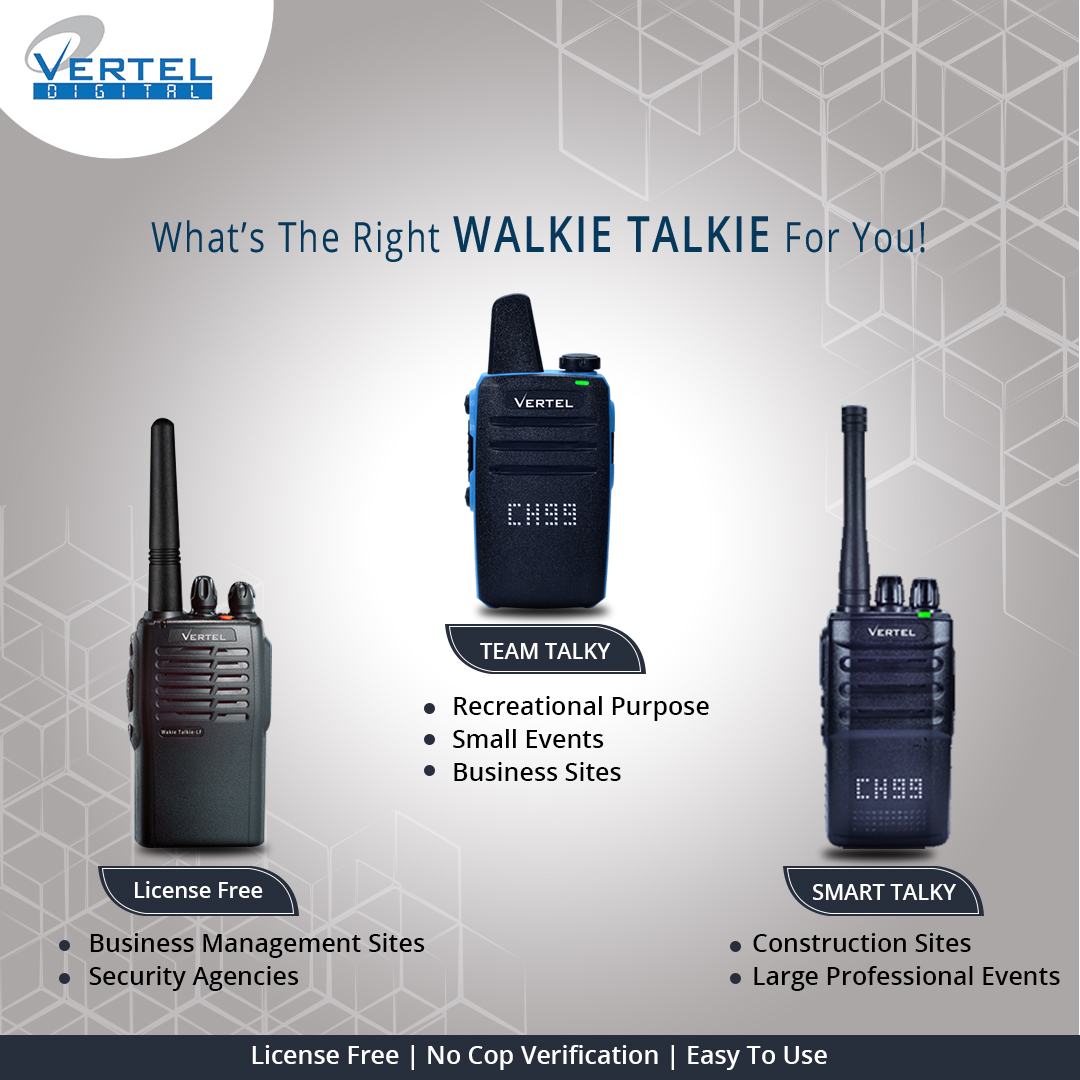 VERTEL
DIGITAL
What's The Right WALKIE TALKIE For You!
VERTEL
CH99
TEAM TALKY
Recreational Purpose
Small Events
Business Sites
VERTEL
Wakie Talkie-LF
License Free
Business Management Sites
Security Agencies
VERTEL
CH99
SMART TALKY
Construction Sites
Large Professional Events
License Free | No Cop Verification | Easy To Use